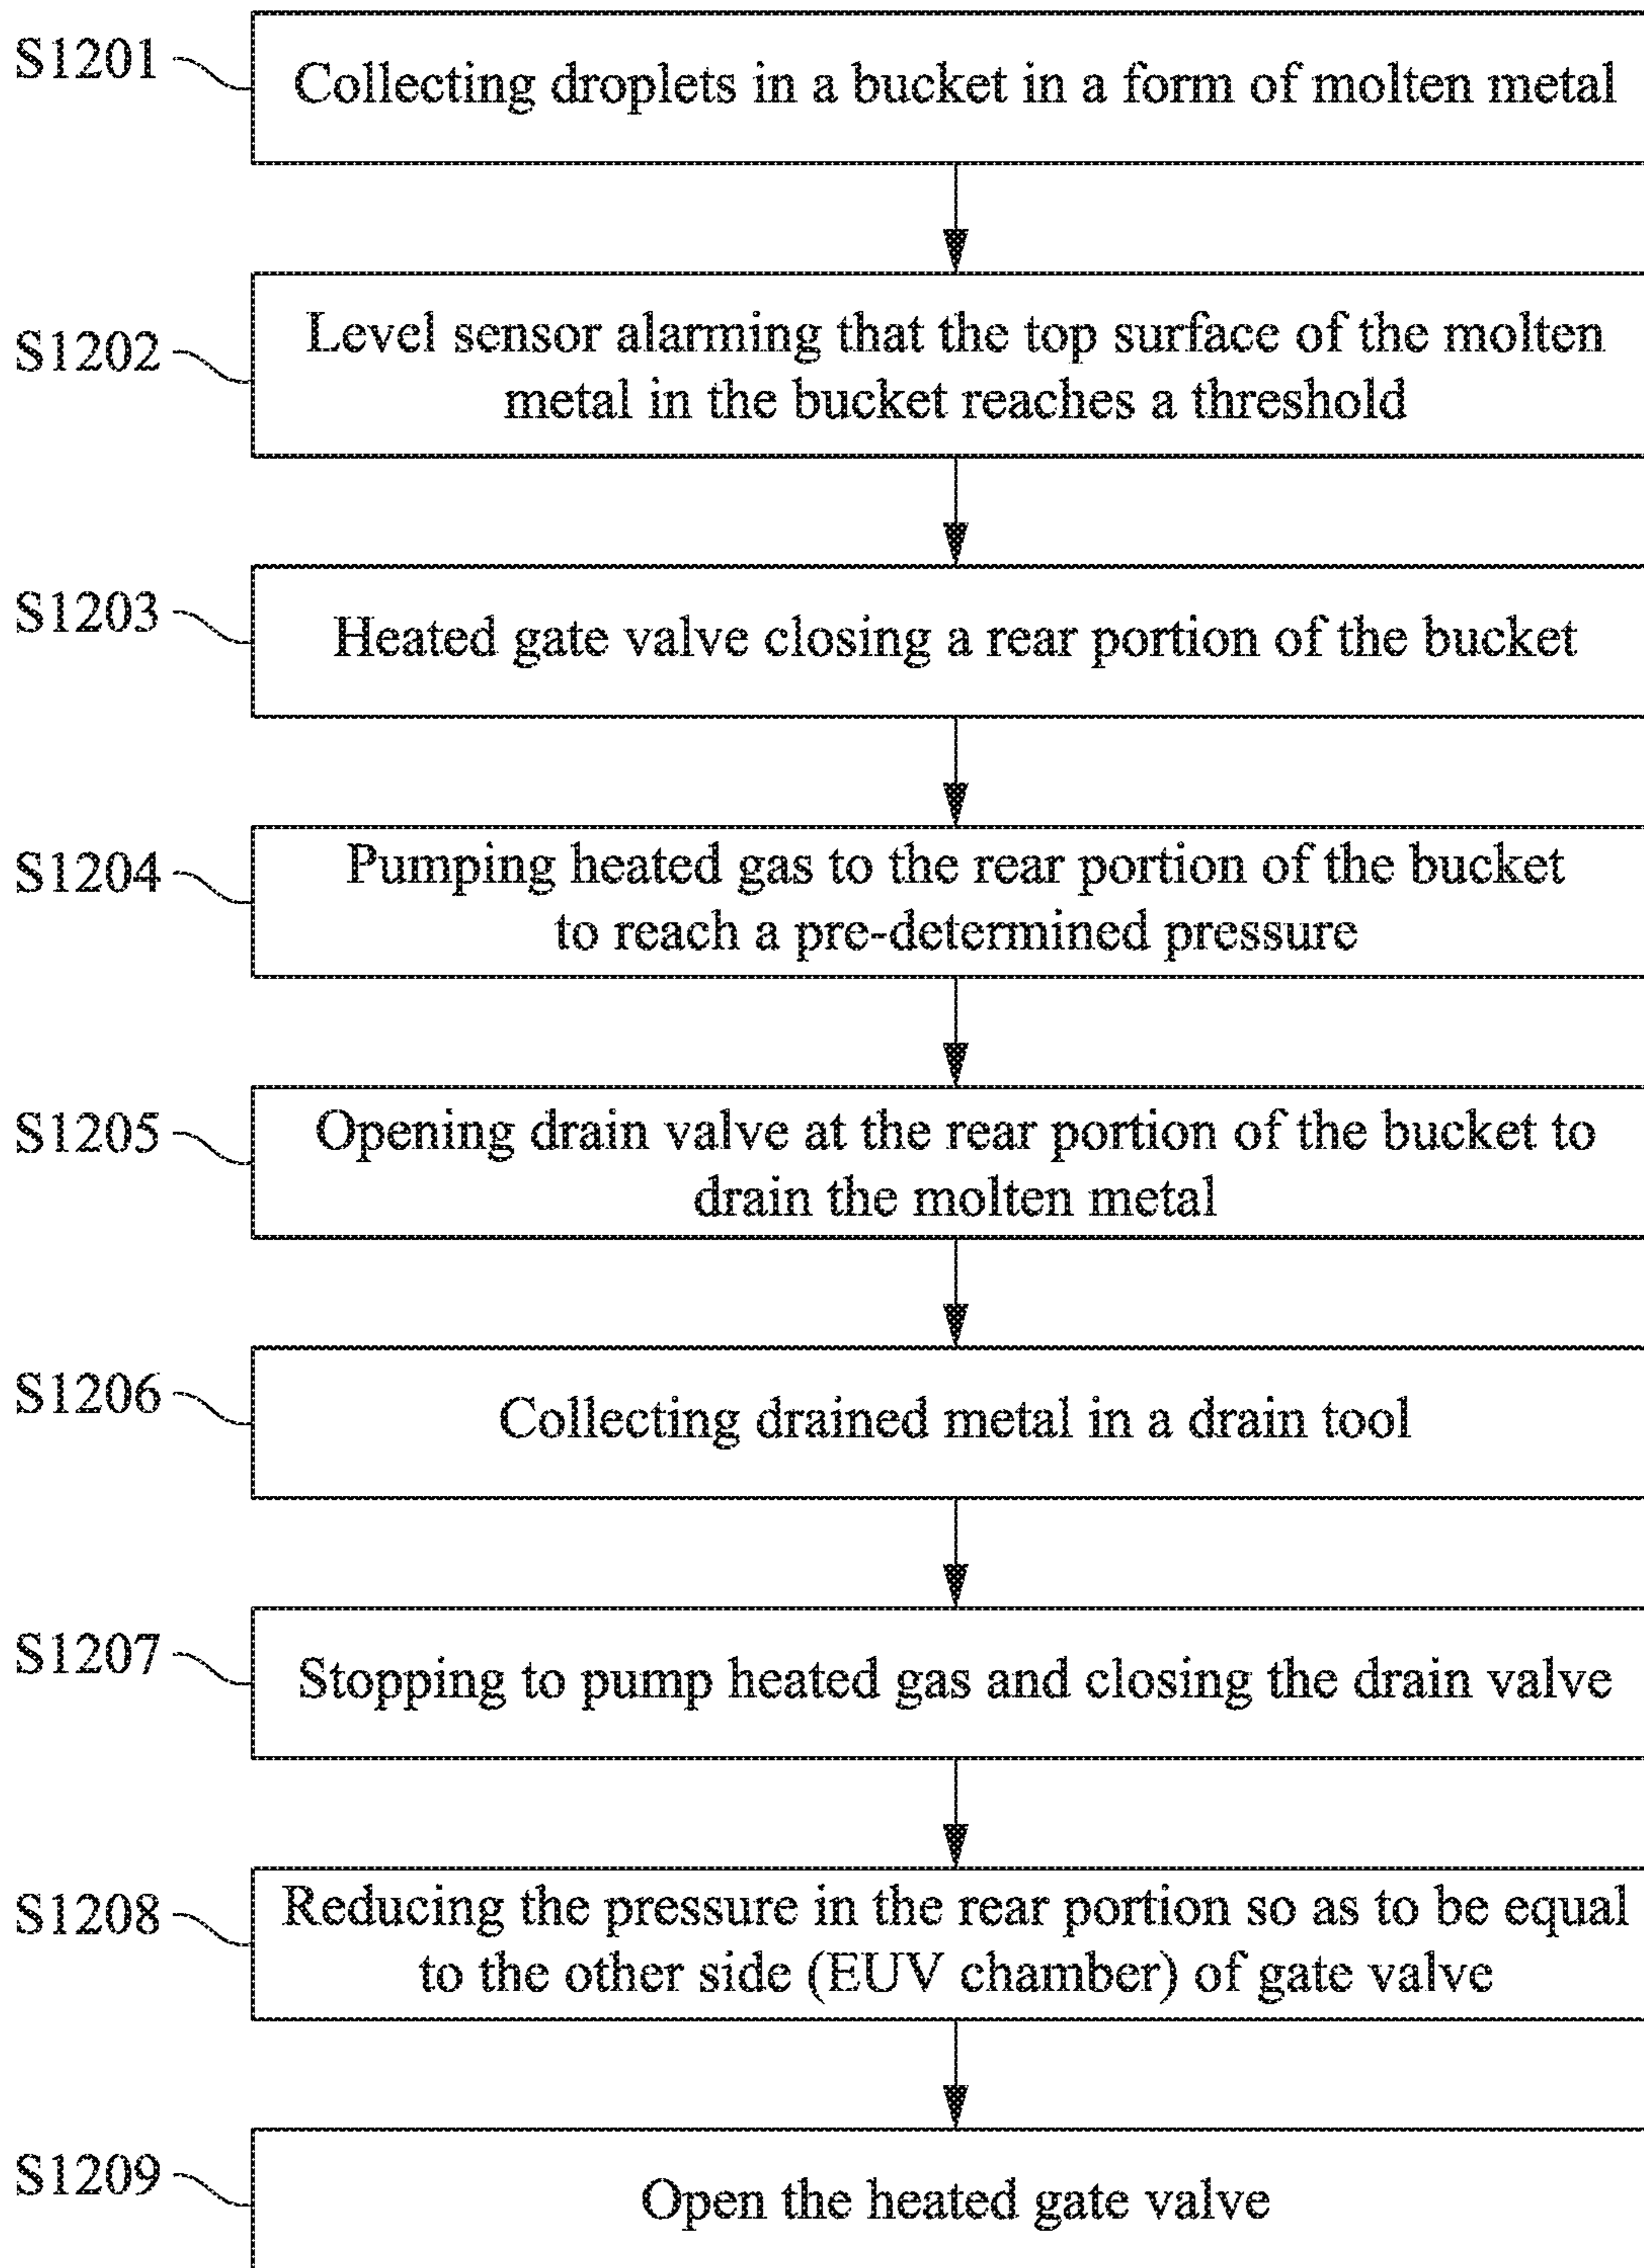 S1201
Collecting droplets in a bucket in a form of molten metal
S1202
Level sensor alarming that the top surface of the molten
metal in the bucket reaches a threshold
S1203
Heated gate valve closing a rear portion of the bucket
S1204
Pumping heated gas to the rear portion of the bucket
to reach a pre-determined pressure
S1205
Opening drain valve at the rear portion of the bucket to
drain the molten metal
S1206
Collecting drained metal in a drain tool
S1207
Stopping to pump heated gas and closing the drain valve
S1208
Reducing the pressure in the rear portion so as to be equal
to the other side (EUV chamber) of gate valve
S1209
Open the heated gate valve